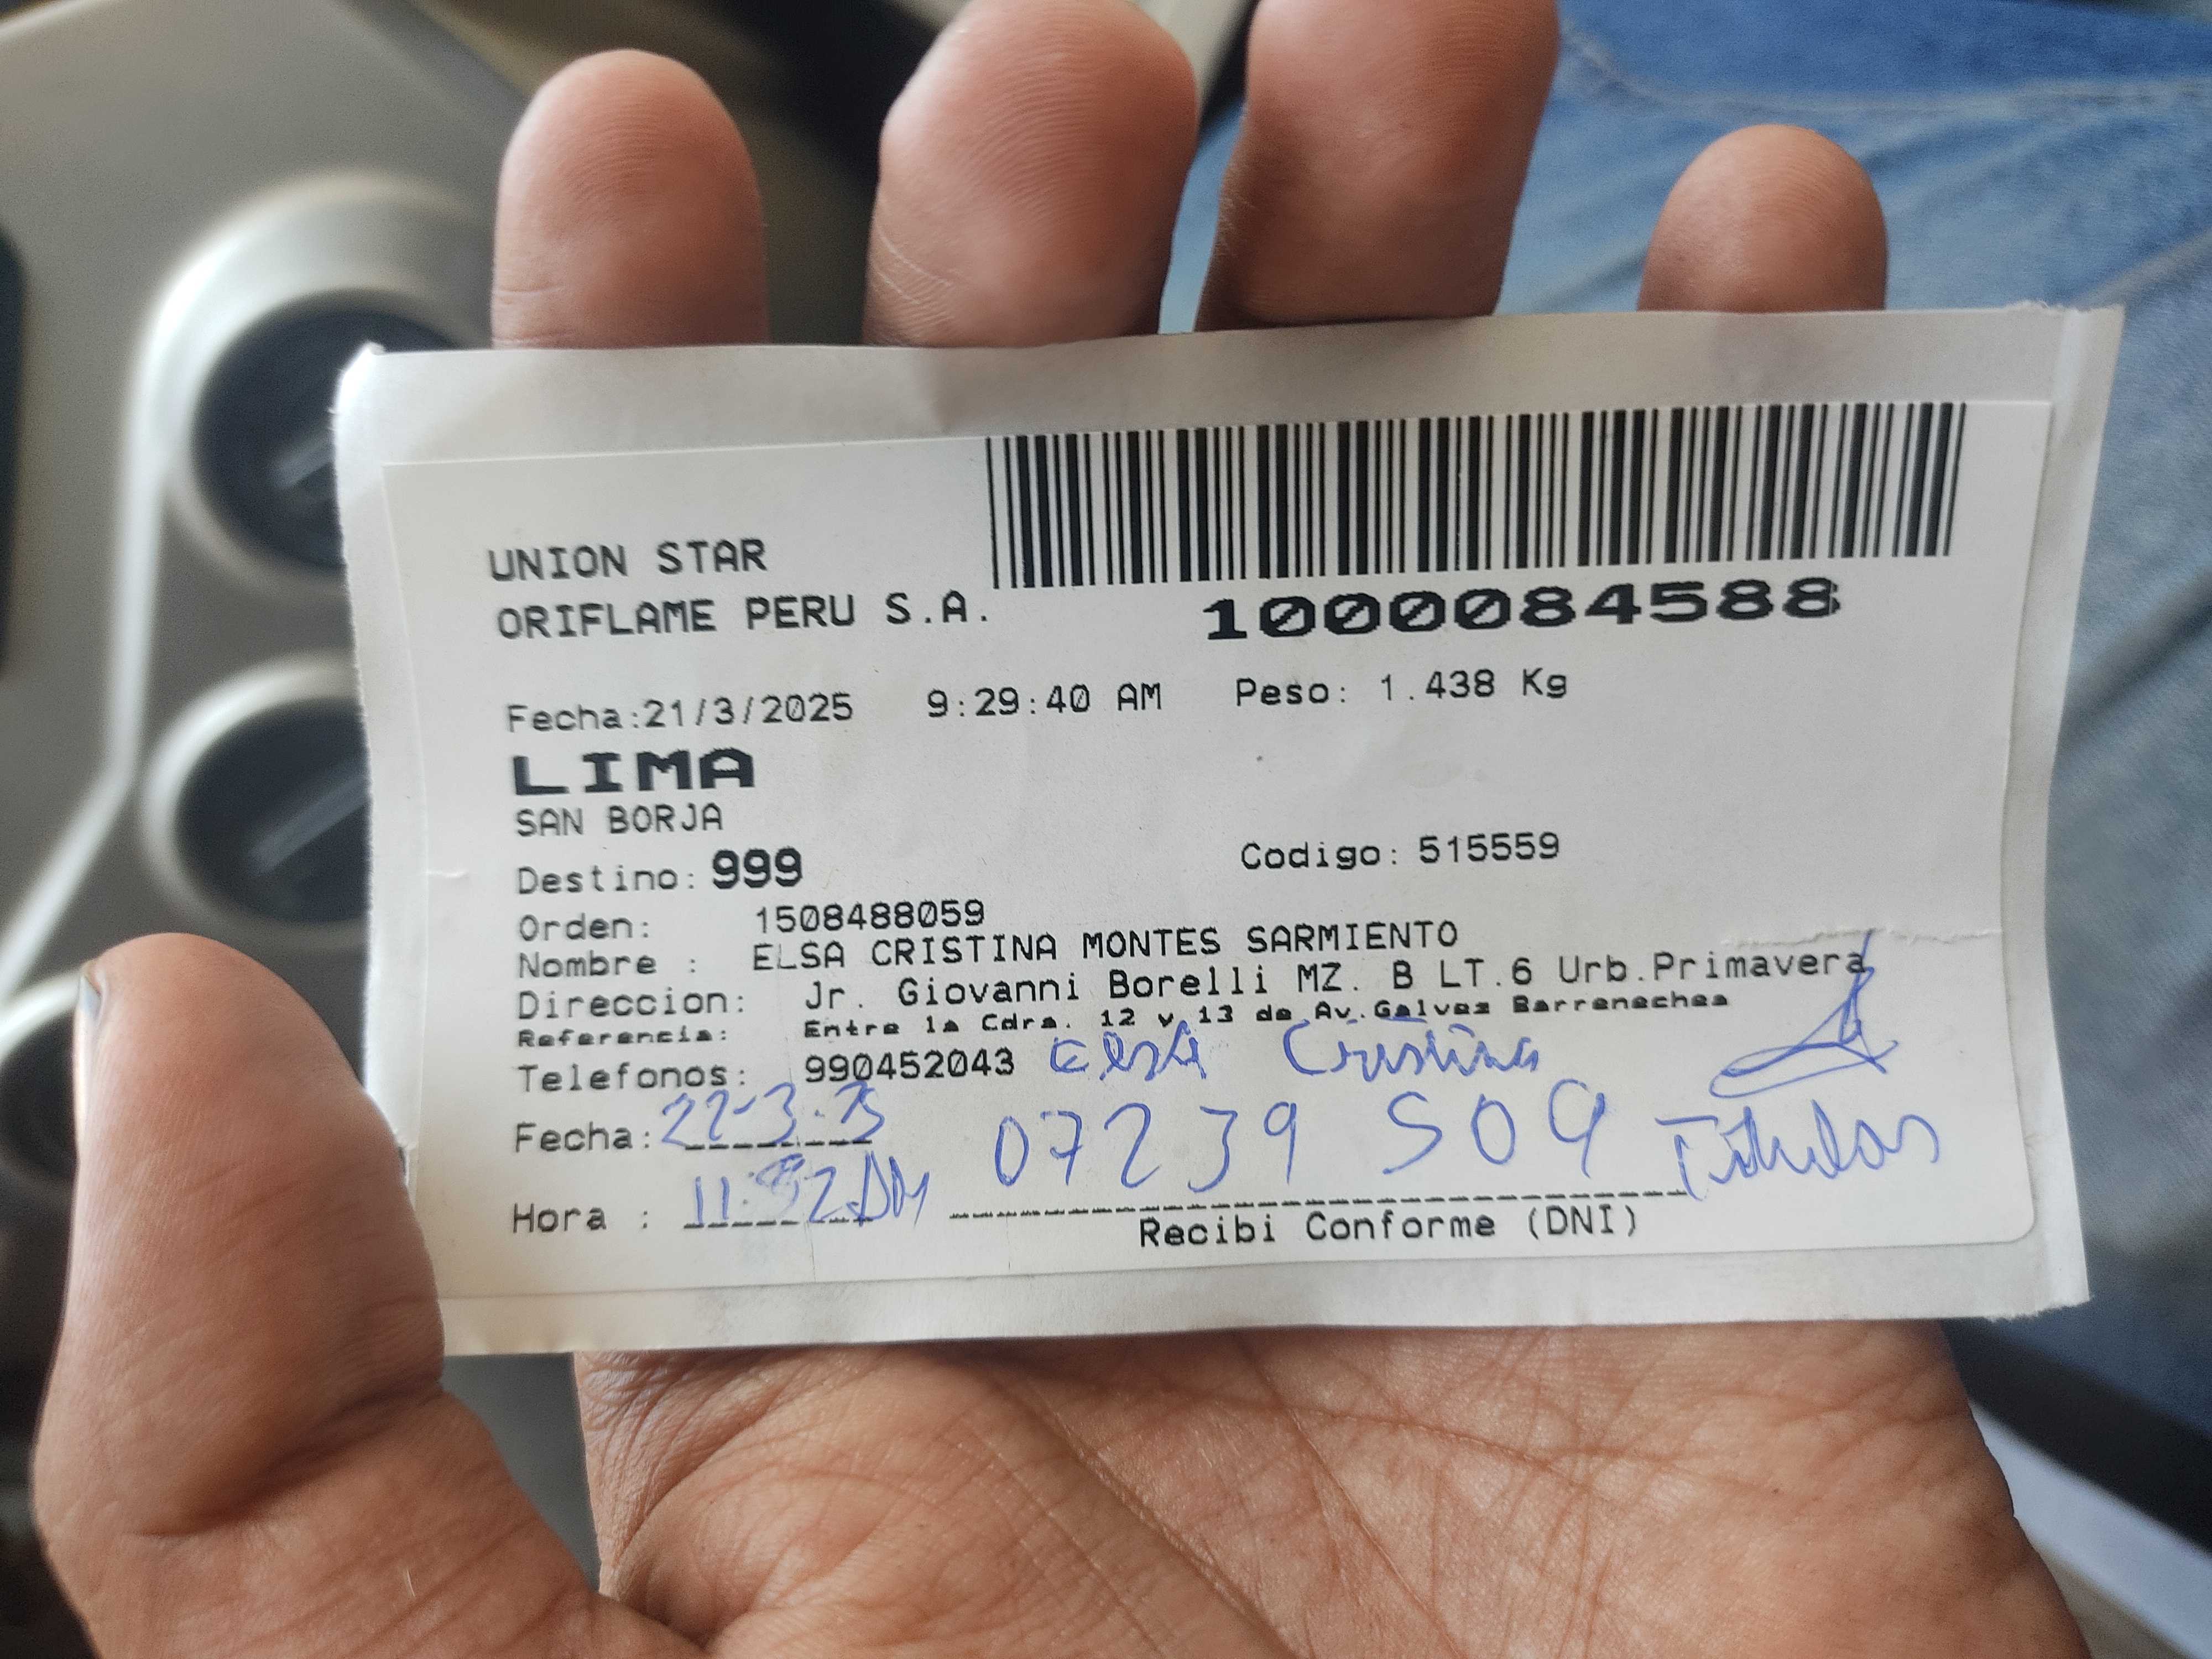 UNION STAR
ORIFLAME PERU S.A.
1000084588
Fecha:21/3/2025 9:29:40 AM Peso: 1.438 Kg
LIMA
SAN BORJA
Destino: 999 Codigo: 515559
Orden: 1508488059
Nombre : ELSA CRISTINA MONTES SARMIENTO
Direccion: Jr. Giovanni Borelli MZ. B LT.6 Urb.Primavera
Referencia: Entre la Cdra. 12 y 13 de Av.Galvez Barrenechea
Telefonos: 990452043 Elsa Cristina
Fecha: 22-3-25 07239 509 Titular
Hora : AM
Recibi Conforme (DNI)